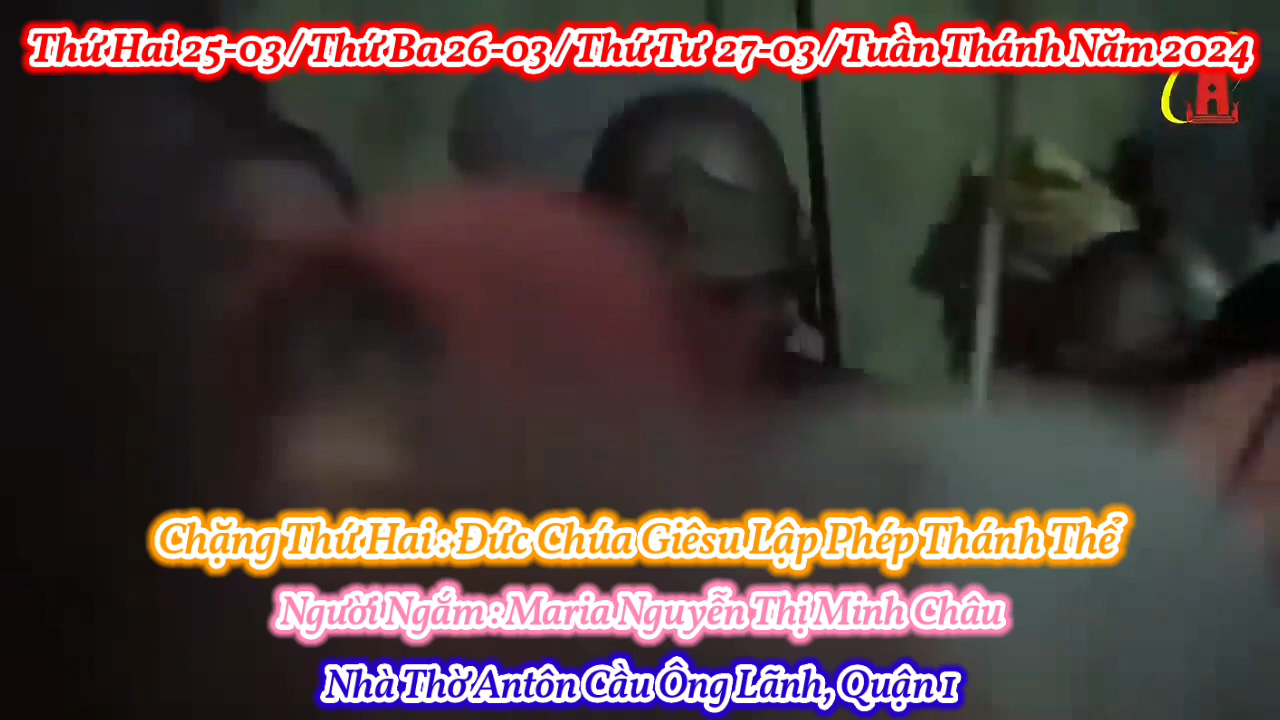 Thứ Hai 25-03 / Thứ Ba 26-03 / Thứ Tư 27-03 / Tuần Thánh Năm 2024
Chặng Thứ Hai : Đức Chúa Giêsu Lập Phép Thánh Thể
Người Ngắm : Maria Nguyễn Thị Minh Châu
Nhà Thờ Antôn Cầu Ông Lãnh, Quận 1